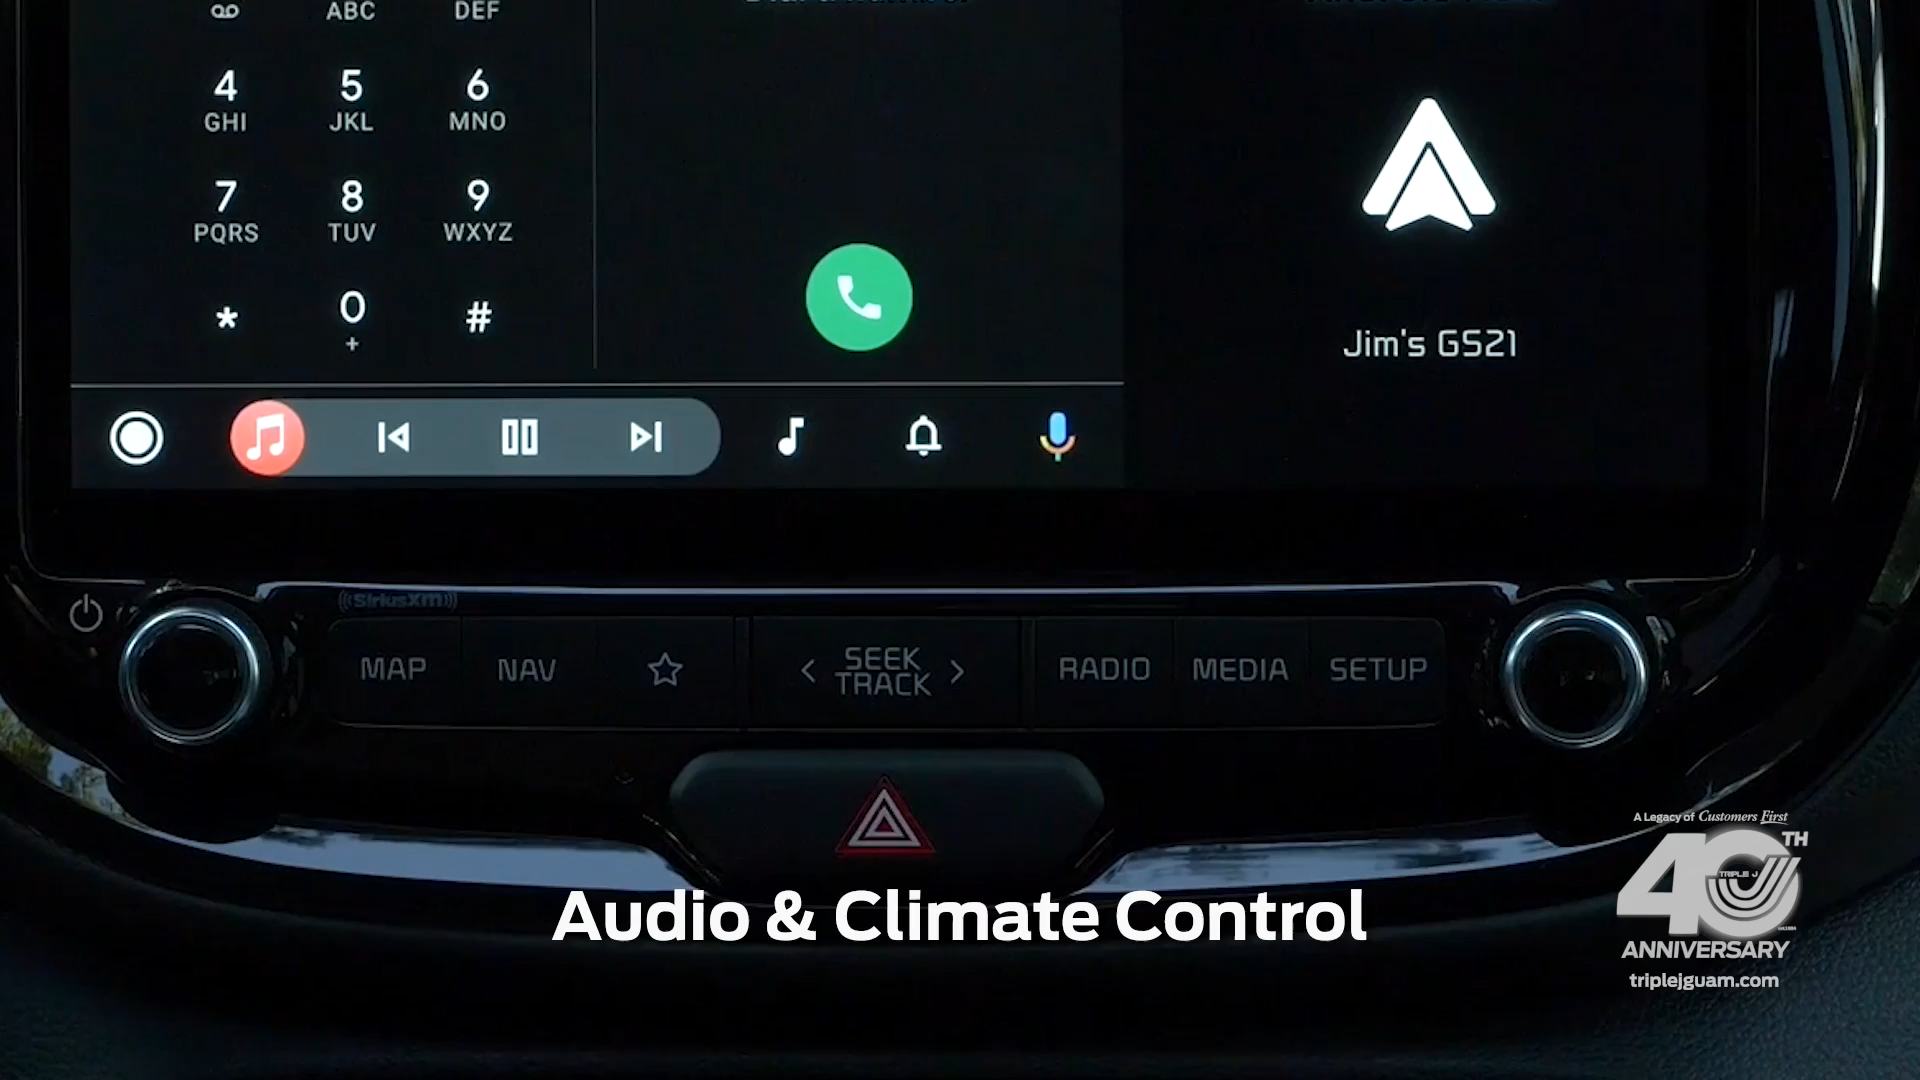 ABC
DEF
4
GHI
5
JKL
6
MNO
7
PQRS
8
TUV
9
WXYZ
*
0
+
#
Jim's GS21
((SiriusXM))
MAP
NAV
< SEEK >
TRACK
RADIO
MEDIA
SETUP
Audio & Climate Control
A Legacy of Customers First
40TH
TRIPLE J
ANNIVERSARY
triplejguam.com